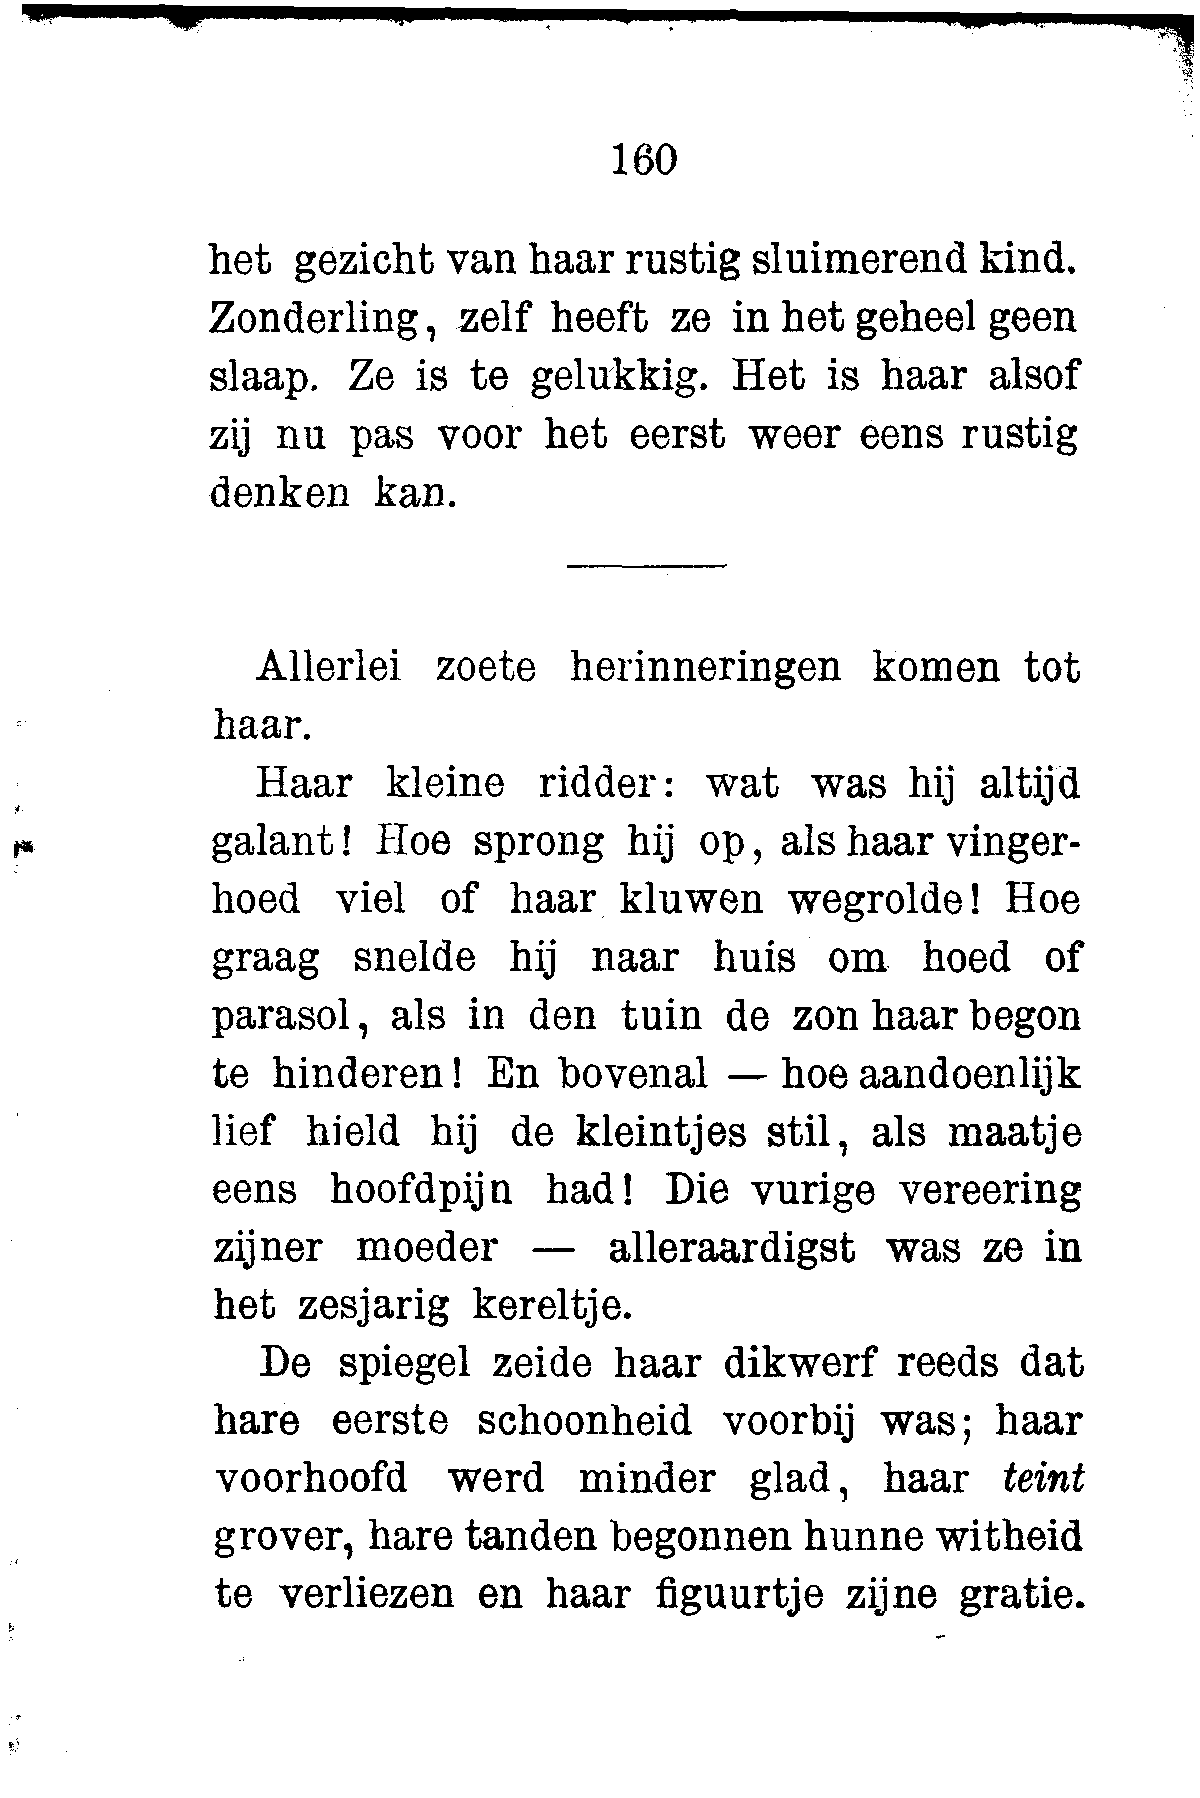 160
het gezicht van haar rustig sluimerend kind.
Zonderling, zelf heeft ze in het geheel geen
slaap. Ze is te gelukkig. Het is haar alsof
zij nu pas voor het eerst weer eens rustig
denken kan.
Allerlei zoete herinneringen komen tot
haar.
Haar kleine ridder: wat was hij altijd
galant! Hoe sprong hij op, als haar vinger-
hoed viel of haar kluwen wegrolde! Hoe
graag snelde hij naar huis om hoed of
parasol, als in den tuin de zon haar begon
te hinderen! En bovenal — hoe aandoenlijk
lief hield hij de kleintjes stil, als maatje
eens hoofdpijn had! Die vurige vereering
zijner moeder — alleraardigst was ze in
het zesjarig kereltje.
De spiegel zeide haar dikwerf reeds dat
hare eerste schoonheid voorbij was; haar
voorhoofd werd minder glad, haar teint
grover, hare tanden begonnen hunne witheid
te verliezen en haar figuurtje zijne gratie.